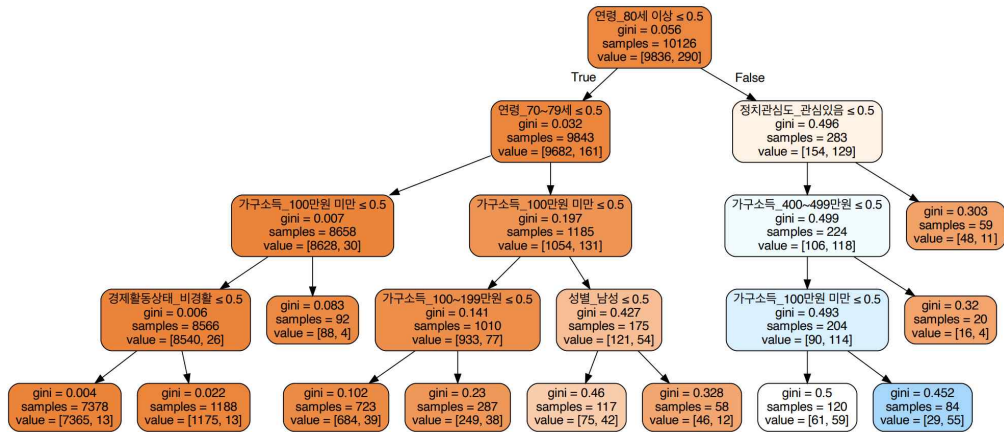 연령_80세 이상 ≤ 0.5
gini = 0.056
samples = 10126
value = [9836, 290]
True
False
연령_70~79세 ≤ 0.5
gini = 0.032
samples = 9843
value = [9682, 161]
정치관심도_관심있음 ≤ 0.5
gini = 0.496
samples = 283
value = [154, 129]
가구소득_100만원 미만 ≤ 0.5
gini = 0.007
samples = 8658
value = [8628, 30]
가구소득_100만원 미만 ≤ 0.5
gini = 0.197
samples = 1185
value = [1054, 131]
가구소득_400~499만원 ≤ 0.5
gini = 0.499
samples = 224
value = [106, 118]
gini = 0.303
samples = 59
value = [48, 11]
경제활동상태_비경활 ≤ 0.5
gini = 0.006
samples = 8566
value = [8540, 26]
gini = 0.083
samples = 92
value = [88, 4]
가구소득_100~199만원 ≤ 0.5
gini = 0.141
samples = 1010
value = [933, 77]
성별_남성 ≤ 0.5
gini = 0.427
samples = 175
value = [121, 54]
가구소득_100만원 미만 ≤ 0.5
gini = 0.493
samples = 204
value = [90, 114]
gini = 0.32
samples = 20
value = [16, 4]
gini = 0.004
samples = 7378
value = [7365, 13]
gini = 0.022
samples = 1188
value = [1175, 13]
gini = 0.102
samples = 723
value = [684, 39]
gini = 0.23
samples = 287
value = [249, 38]
gini = 0.46
samples = 117
value = [75, 42]
gini = 0.328
samples = 58
value = [46, 12]
gini = 0.5
samples = 120
value = [61, 59]
gini = 0.452
samples = 84
value = [29, 55]